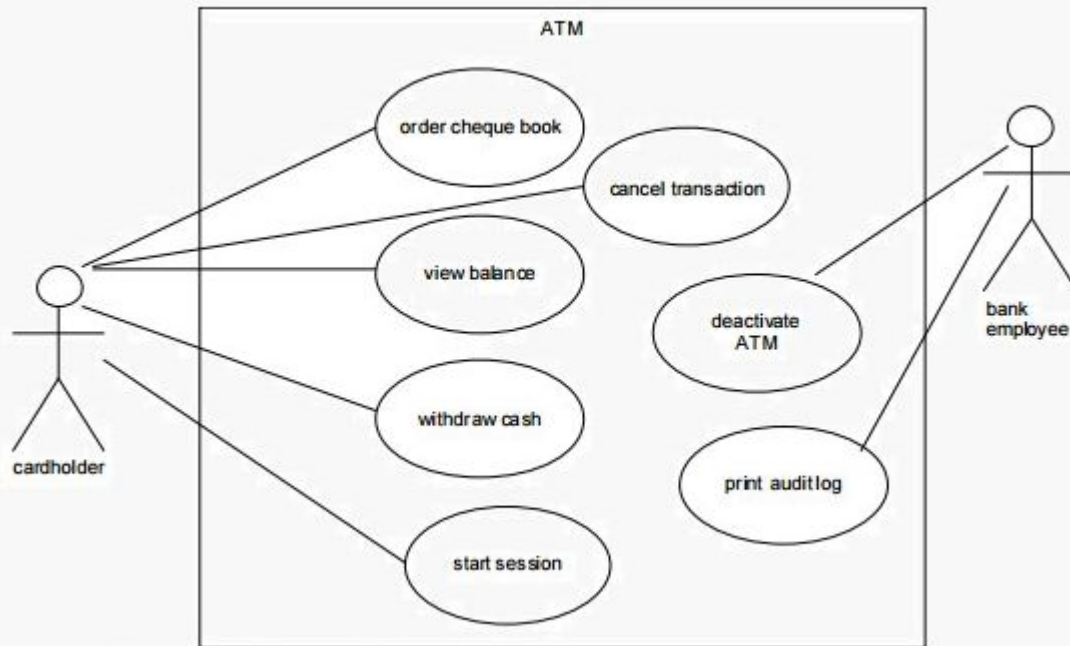 ATM
order cheque book
cancel transaction
view balance
deactivate
ATM
bank
employee
withdraw cash
cardholder
print audit log
start session